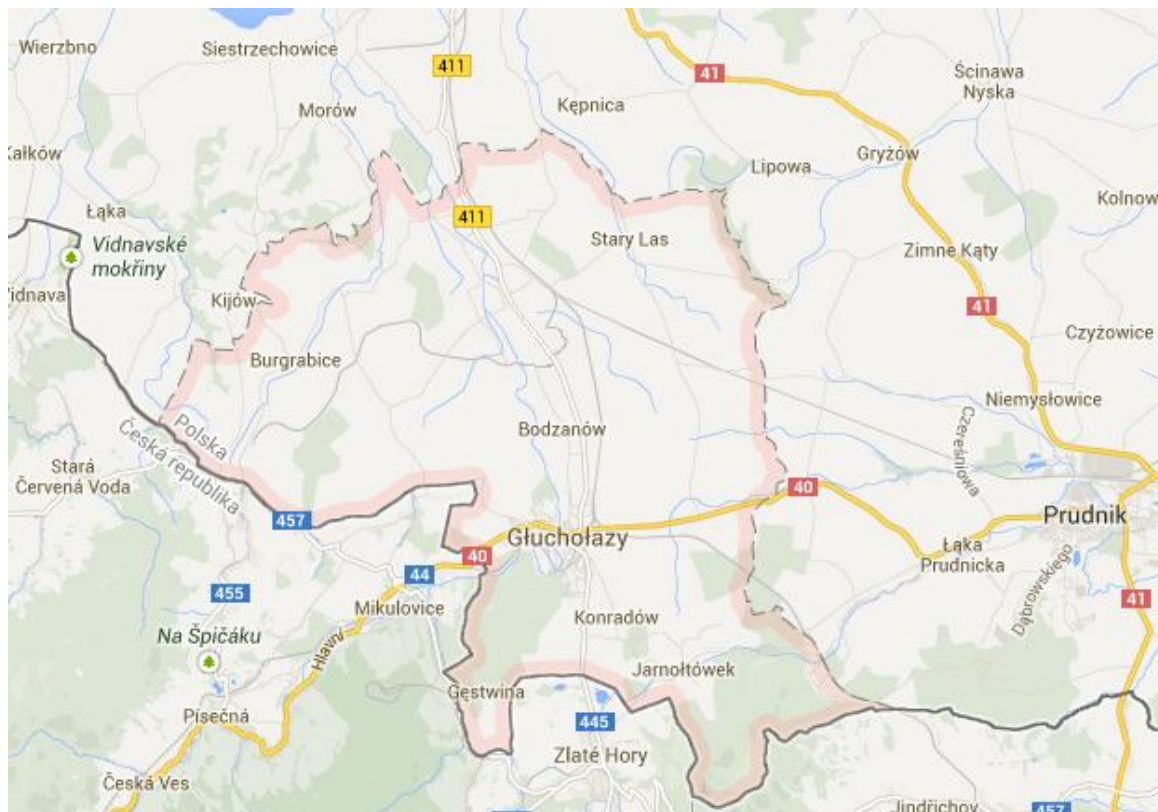 Wierzbno
Siestrzechowice
411
41
Ścinawa
Nyska
Morów
Kępnica
Kałków
Lipowa
Gryżów
Łąka
Kolnow
411
Vidnavské
mokřiny
Stary Las
Zimne Kąty
Vidnava
Kijów
41
Czyżowice
Burgrabice
Niemysłowice
Polska
Česká republika
Bodzanów
Czereśniowa
Stará
Červená Voda
40
457
Głuchołazy
Prudnik
40
Łąka
Prudnicka
44
Dąbrowskiego
455
Mikulovice
41
Konradów
Na Špičáku
Hlavní
Jarnołtówek
Gęstwina
Písečná
445
Zlaté Hory
Česká Ves
Jindřichov
457